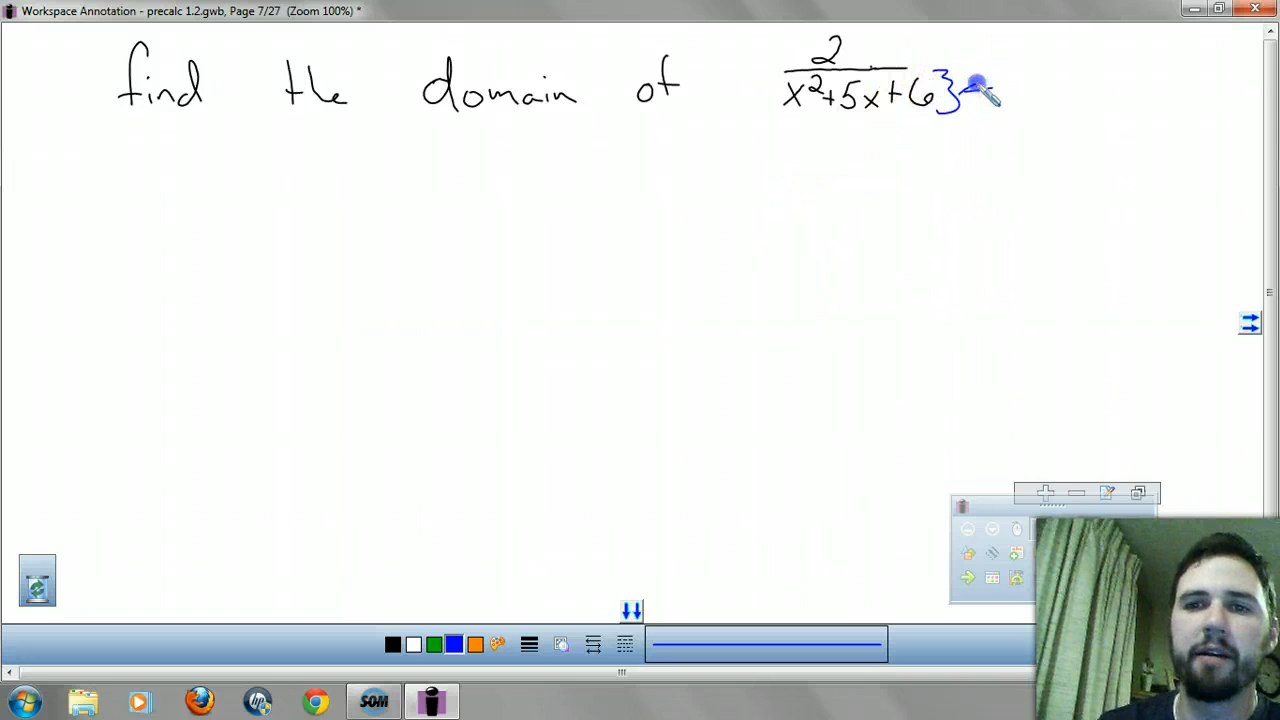 Workspace Annotation - precalc 1.2.gwb, Page 7/27 (Zoom 100%) *
find the domain of 2/(x²+5x+6)
SOM